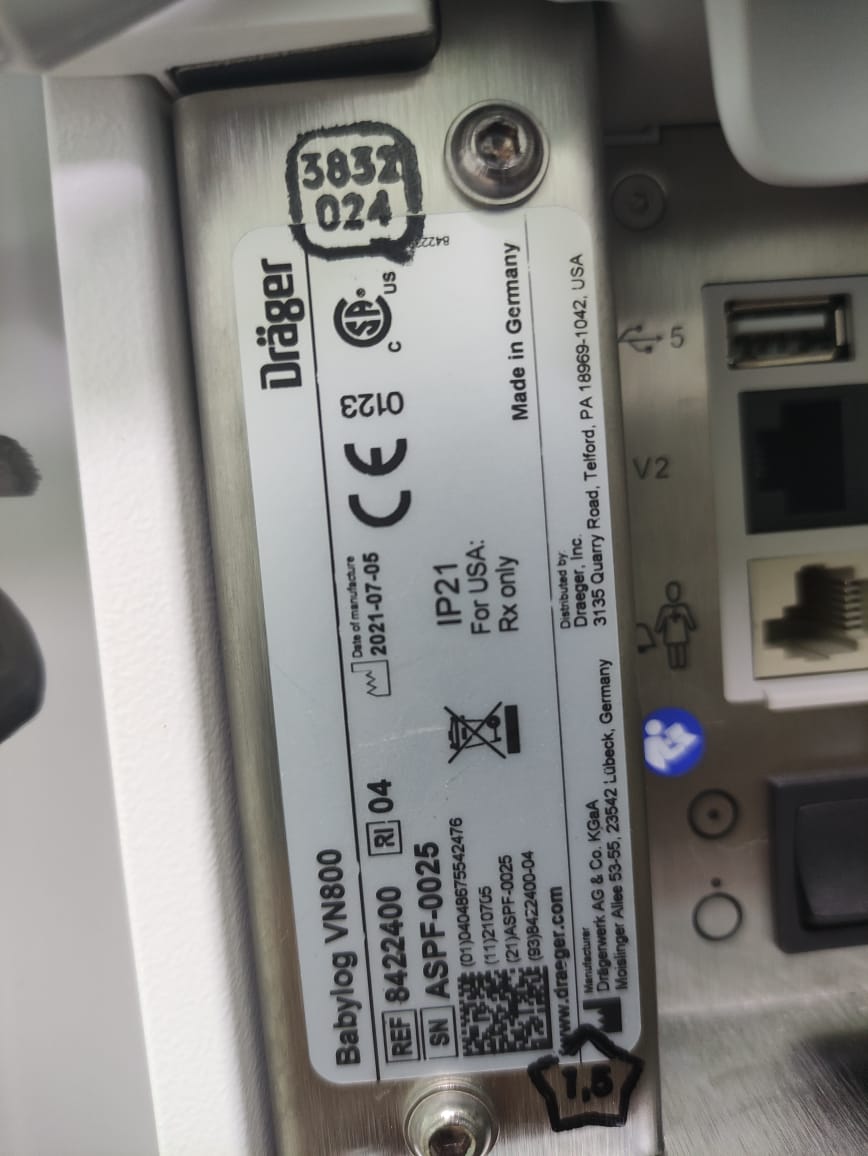 3832
024
Dräger
Babylog VN800
REF 8422400 RI 04
SN ASPF-0025
Date of manufacture
2021-07-05
CE 0123
CSA®
C US
(01)04048675542476
(11)210705
(21)ASPF-0025
(93)8422400-04
IP21
For USA:
Rx only
Made in Germany
www.draeger.com
Manufacturer
Drägerwerk AG & Co. KGaA
Moislinger Allee 53-55, 23542 Lübeck, Germany
Distributed by
Draeger, Inc.
3135 Quarry Road, Telford, PA 18969-1042, USA
1,5
5
V2